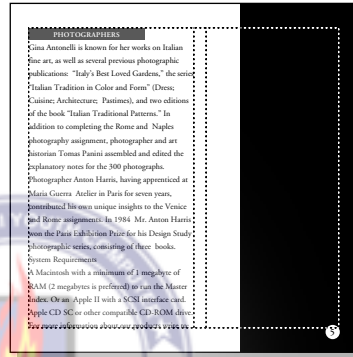 PHOTOGRAPHERS
Gina Antonelli is known for her works on Italian
fine art, as well as several previous photographic
publications: "Italy's Best Loved Gardens," the series
"Italian Tradition in Color and Form" (Dress;
Cuisine; Architecture; Pastimes), and two editions
of the book "Italian Traditional Patterns." In
addition to completing the Rome and Naples
photography assignment, photographer and art
historian Tomas Panini assembled and edited the
explanatory notes for the 300 photographs.
Photographer Anton Harris, having apprenticed at
Maria Guerra Atelier in Paris for seven years,
contributed his own unique insights to the Venice
and Rome assignments. In 1984 Mr. Anton Harris
won the Paris Exhibition Prize for his Design Study
photographic series, consisting of three books.
System Requirements
A Macintosh with a minimum of 1 megabyte of
RAM (2 megabytes is preferred) to run the Master
Index. Or an Apple II with a SCSI interface card.
Apple CD SC or other compatible CD-ROM drive.
For more information about our products write to:
5